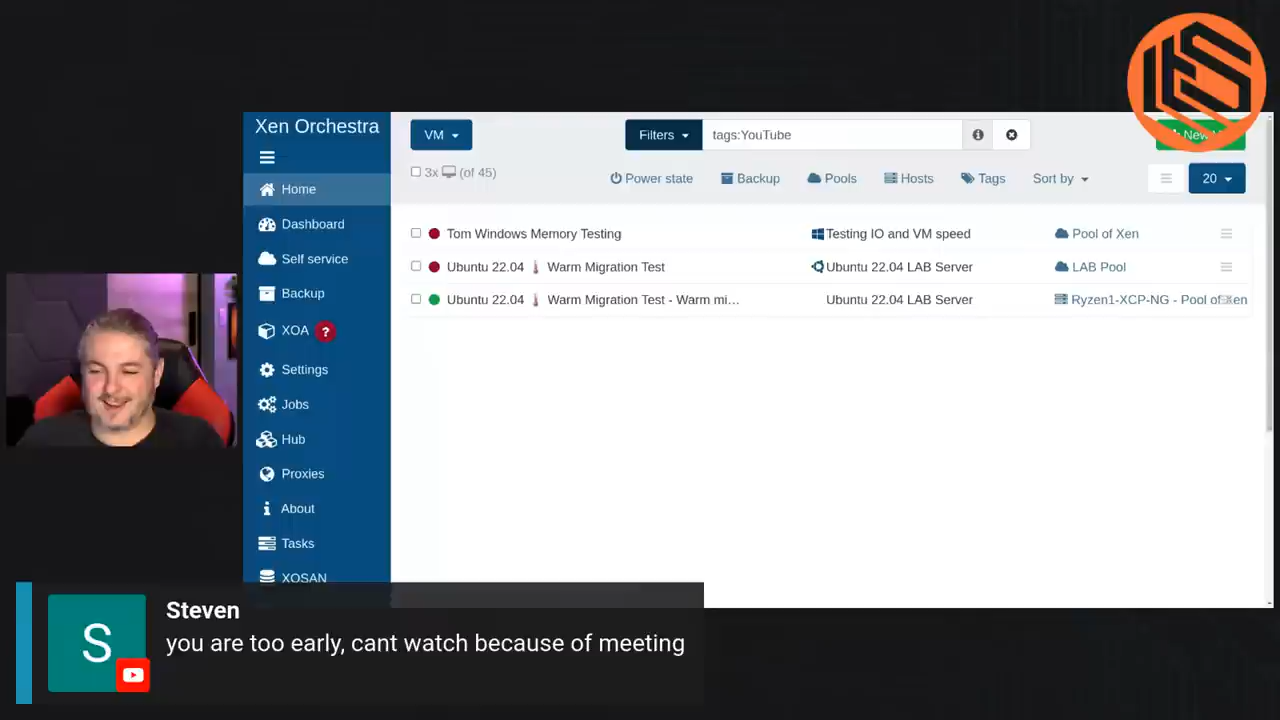 Xen Orchestra
Home
Dashboard
Self service
Backup
XOA ?
Settings
Jobs
Hub
Proxies
About
Tasks
XOSAN
VM
Filters
tags:YouTube
3x (of 45)
Power state
Backup
Pools
Hosts
Tags
Sort by
20
Tom Windows Memory Testing Testing IO and VM speed Pool of Xen
Ubuntu 22.04 🌡 Warm Migration Test Ubuntu 22.04 LAB Server LAB Pool
Ubuntu 22.04 🌡 Warm Migration Test - Warm mi... Ubuntu 22.04 LAB Server Ryzen1-XCP-NG - Pool of Xen
S
Steven
you are too early, cant watch because of meeting